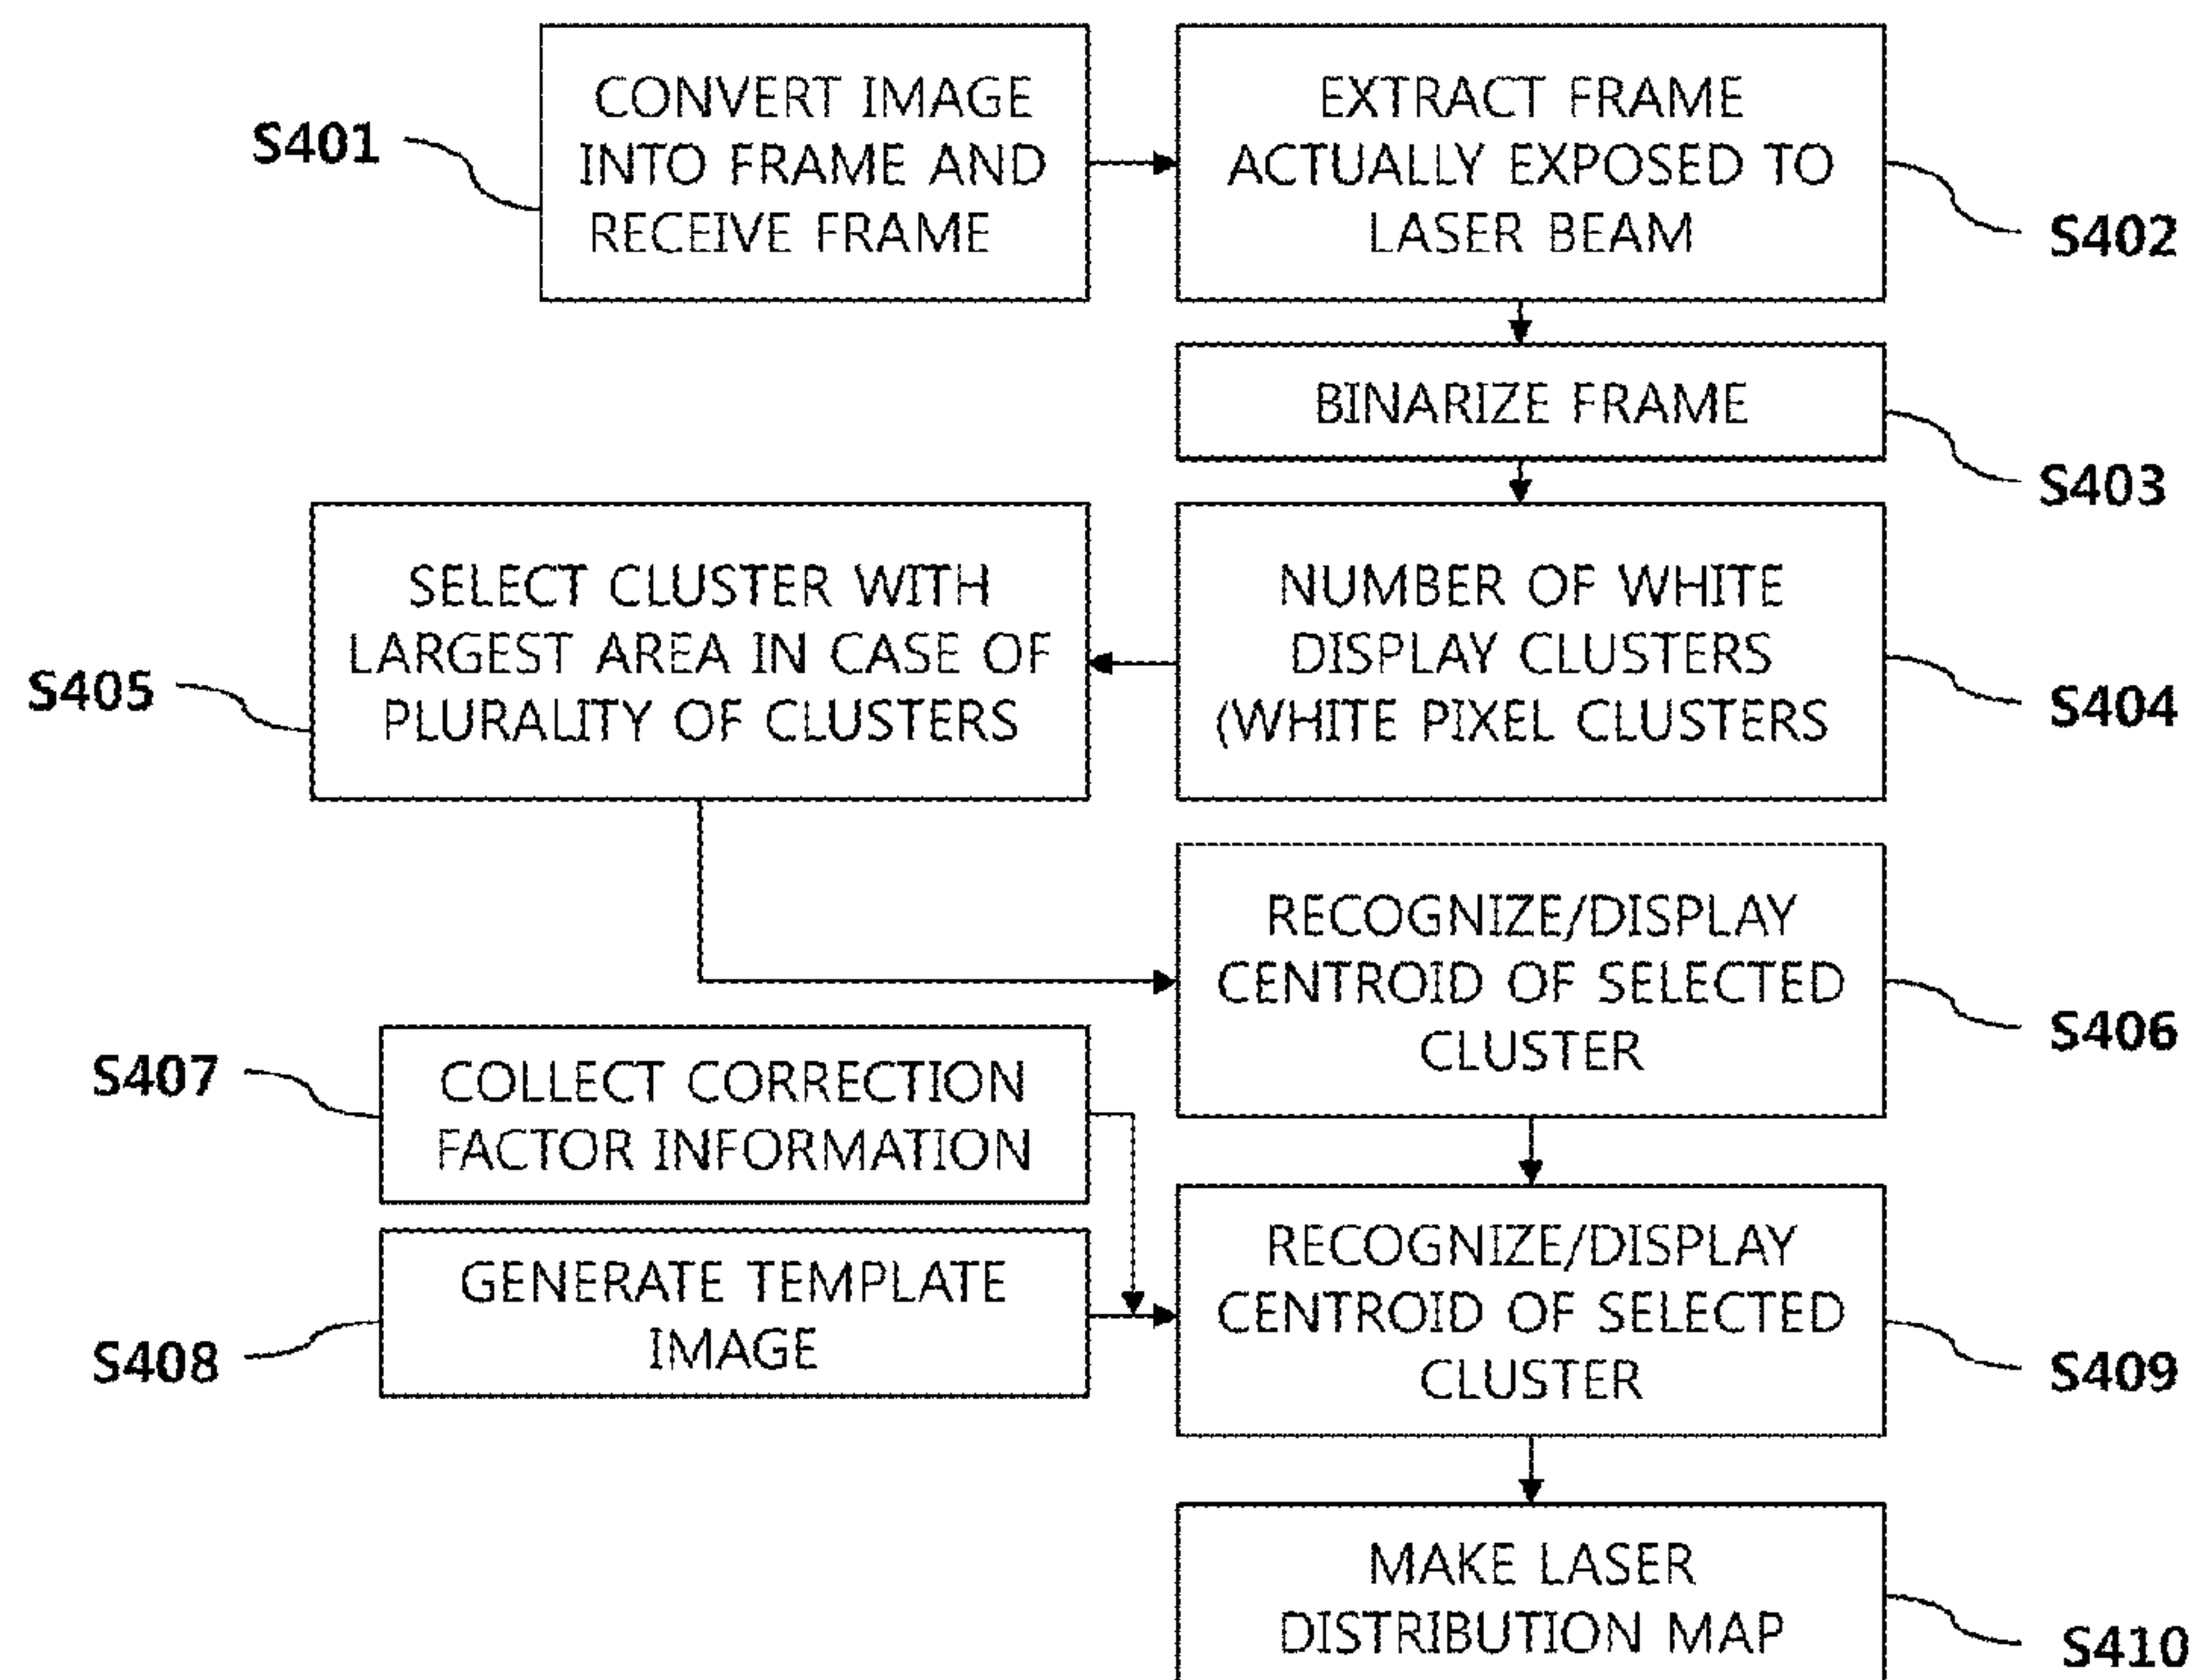 CONVERT IMAGE
INTO FRAME AND
RECEIVE FRAME
S401
EXTRACT FRAME
ACTUALLY EXPOSED TO
LASER BEAM
S402
BINARIZE FRAME
S403
NUMBER OF WHITE
DISPLAY CLUSTERS
(WHITE PIXEL CLUSTERS
S404
SELECT CLUSTER WITH
LARGEST AREA IN CASE OF
PLURALITY OF CLUSTERS
S405
RECOGNIZE/DISPLAY
CENTROID OF SELECTED
CLUSTER
S406
COLLECT CORRECTION
FACTOR INFORMATION
S407
GENERATE TEMPLATE
IMAGE
S408
RECOGNIZE/DISPLAY
CENTROID OF SELECTED
CLUSTER
S409
MAKE LASER
DISTRIBUTION MAP
S410